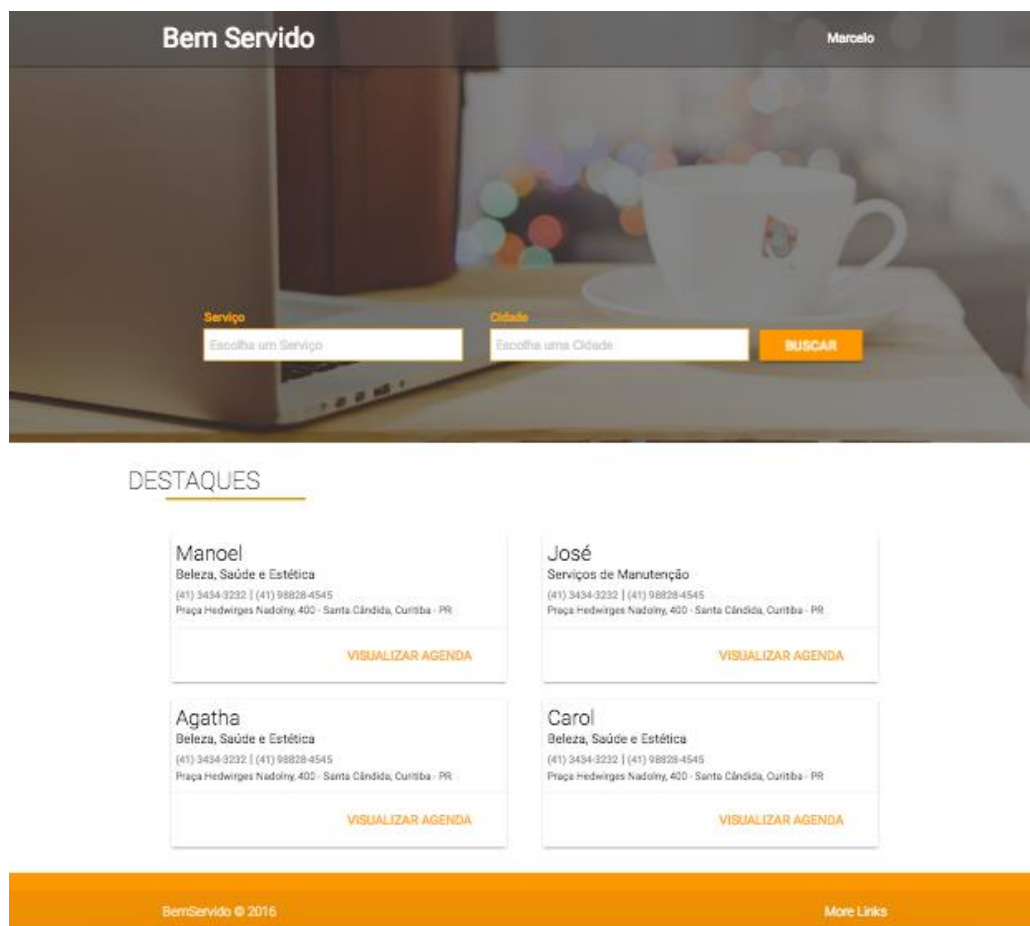 Bem Servido
Marcelo
Serviço
Cidade
Escolha um Serviço
Escolha uma Cidade
BUSCAR
DESTAQUES
Manoel
Beleza, Saúde e Estética
(41) 3434-3232 | (41) 98828-4545
Praça Hedwirges Nadolny, 400 - Santa Cândida, Curitiba - PR
VISUALIZAR AGENDA
José
Serviços de Manutenção
(41) 3434-3232 | (41) 98828-4545
Praça Hedwirges Nadolny, 400 - Santa Cândida, Curitiba - PR
VISUALIZAR AGENDA
Agatha
Beleza, Saúde e Estética
(41) 3434-3232 | (41) 98828-4545
Praça Hedwirges Nadolny, 400 - Santa Cândida, Curitiba - PR
VISUALIZAR AGENDA
Carol
Beleza, Saúde e Estética
(41) 3434-3232 | (41) 98828-4545
Praça Hedwirges Nadolny, 400 - Santa Cândida, Curitiba - PR
VISUALIZAR AGENDA
BemServido © 2016
More Links